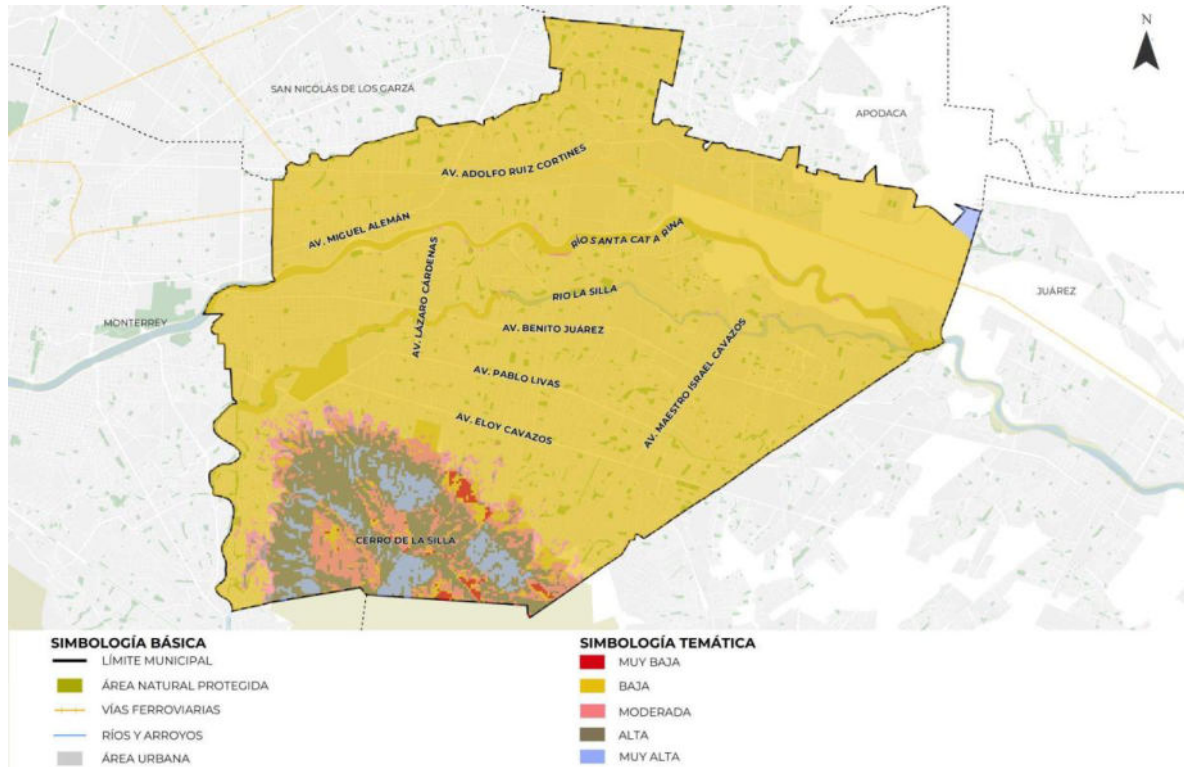 N
SAN NICOLÁS DE LOS GARZA
APODACA
AV. ADOLFO RUIZ CORTINES
AV. MIGUEL ALEMÁN
RÍO SANTA CATARINA
AV. LÁZARO CÁRDENAS
RIO LA SILLA
JUÁREZ
MONTERREY
AV. BENITO JUÁREZ
AV. MAESTRO ISRAEL CAVAZOS
AV. PABLO LIVAS
AV. ELOY CAVAZOS
CERRO DE LA SILLA
SIMBOLOGÍA BÁSICA
LÍMITE MUNICIPAL
ÁREA NATURAL PROTEGIDA
VÍAS FERROVIARIAS
RÍOS Y ARROYOS
ÁREA URBANA
SIMBOLOGÍA TEMÁTICA
MUY BAJA
BAJA
MODERADA
ALTA
MUY ALTA